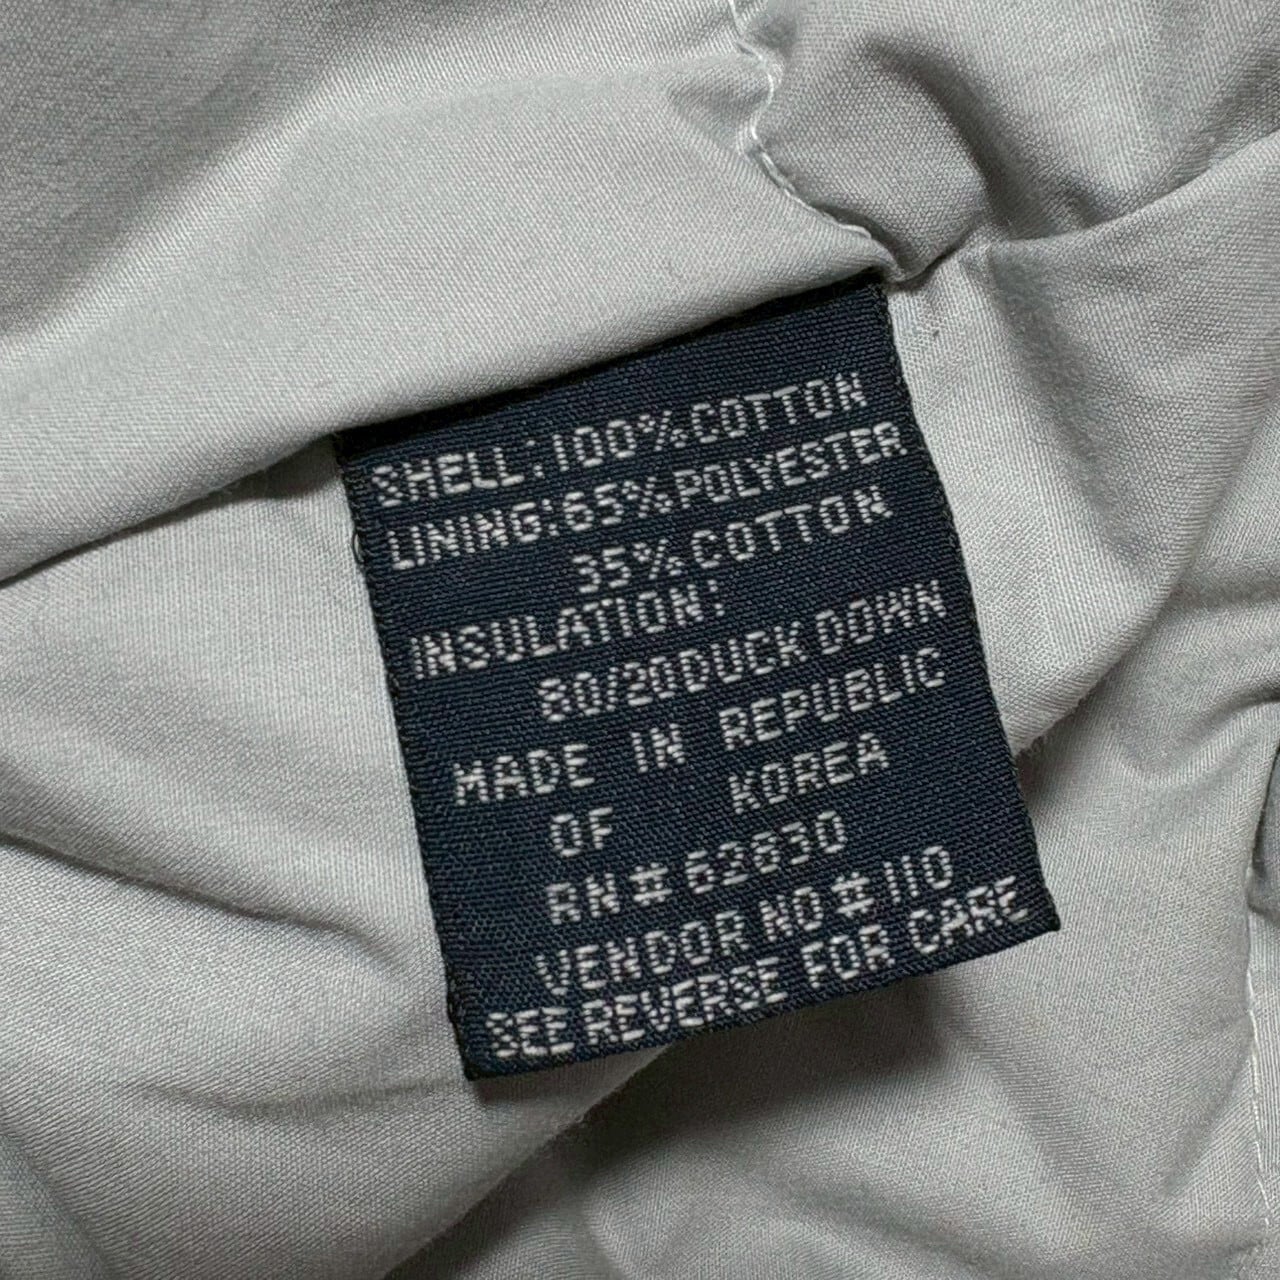 SHELL:100%COTTON
LINING:65%POLYESTER
35%COTTON
INSULATION:
80/20DUCK DOWN
MADE IN REPUBLIC
OF KOREA
RN#62830
VENDOR NO#110
SEE REVERSE FOR CARE